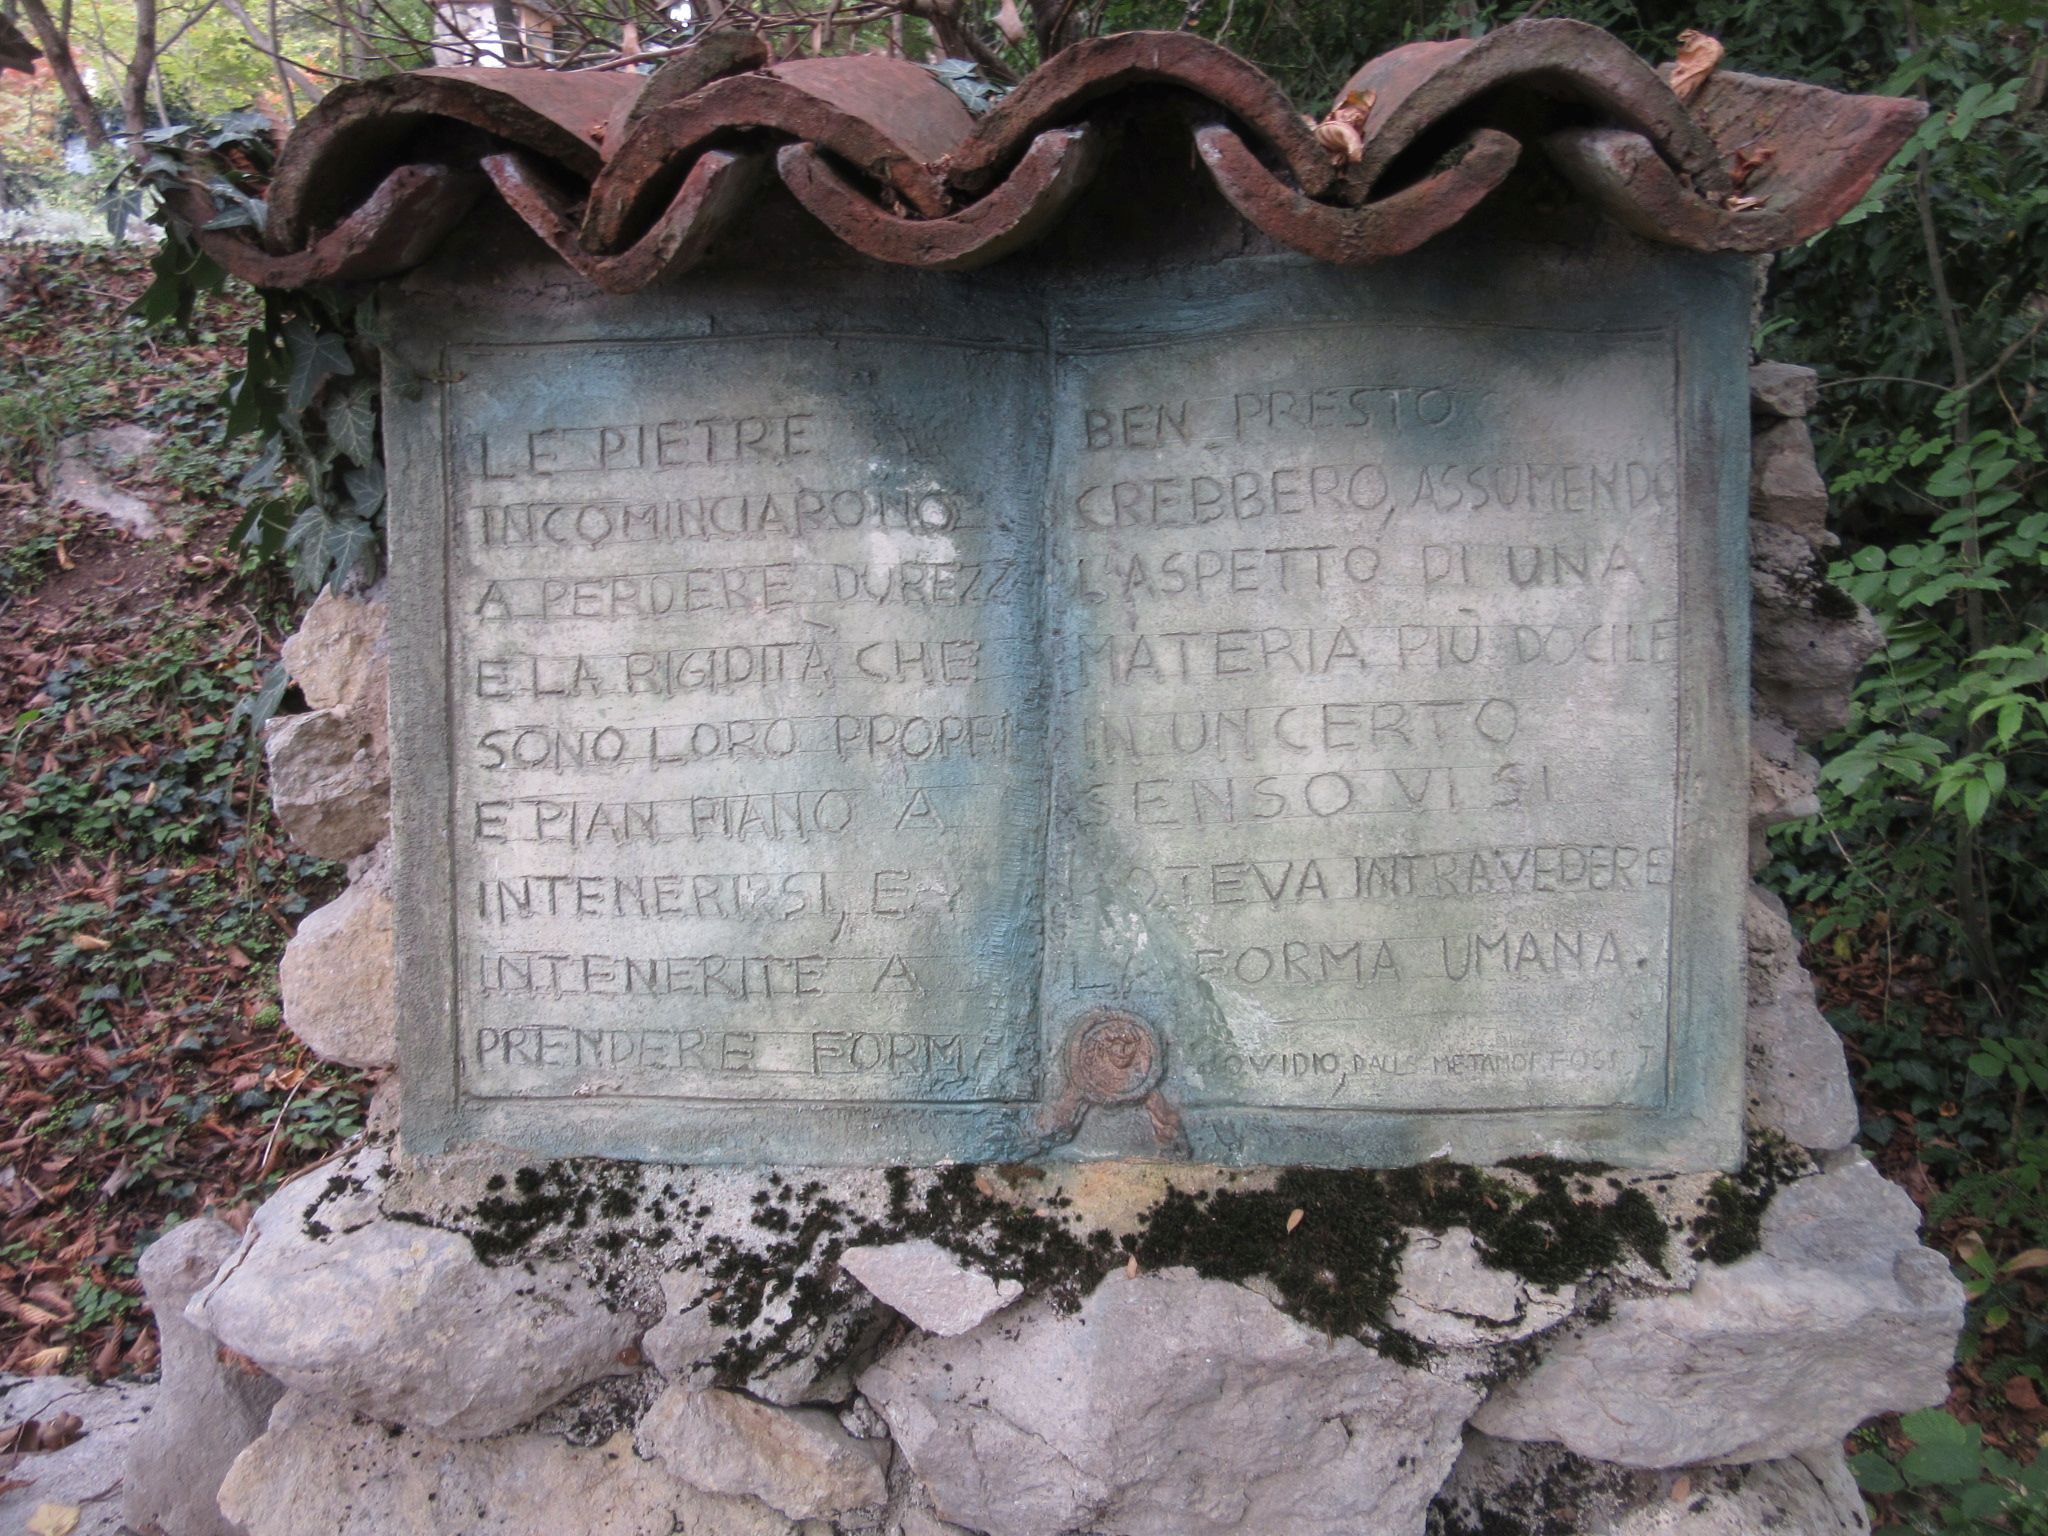 LE PIETRE
INCOMINCIARONO
A PERDERE DUREZZ
E LA RIGIDITÀ CHE
SONO LORO PROPRIE
E PIAN PIANO A
INTENERIRSI, E,
INTENERITE A
PRENDERE FORMA
BEN PRESTO
CREBBERO, ASSUMENDO
L'ASPETTO DI UNA
MATERIA PIÙ DOCILE
IN UN CERTO
SENSO VI SI
POTEVA INTRAVEDERE
LA FORMA UMANA.
OVIDIO, DALLE METAMORFOSI I